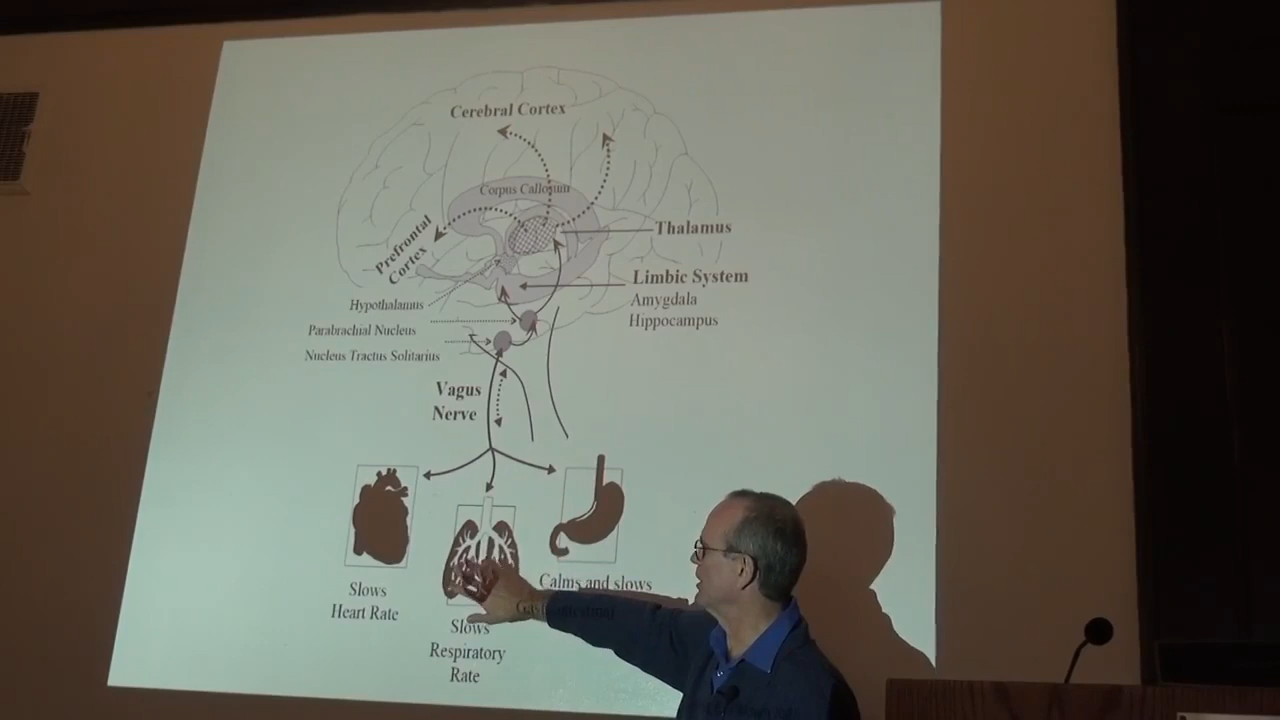 Cerebral Cortex
Corpus Callosum
Prefrontal
Cortex
Thalamus
Limbic System
Amygdala
Hippocampus
Hypothalamus
Parabrachial Nucleus
Nucleus Tractus Solitarius
Vagus
Nerve
Slows
Heart Rate
Slows
Respiratory
Rate
Calms and slows
Gastrointestinal